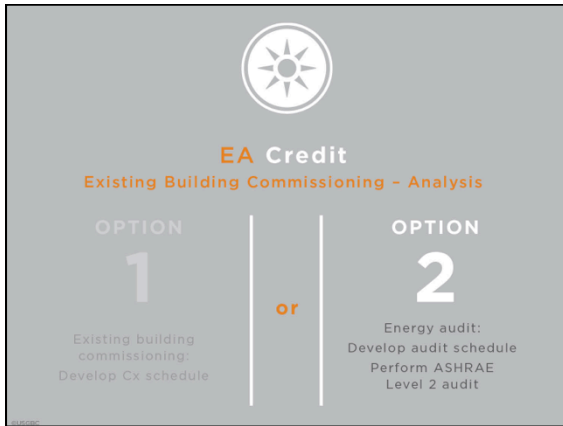 EA Credit
Existing Building Commissioning – Analysis
OPTION
1
Existing building
commissioning:
Develop Cx schedule
or
OPTION
2
Energy audit:
Develop audit schedule
Perform ASHRAE
Level 2 audit
©USGBC